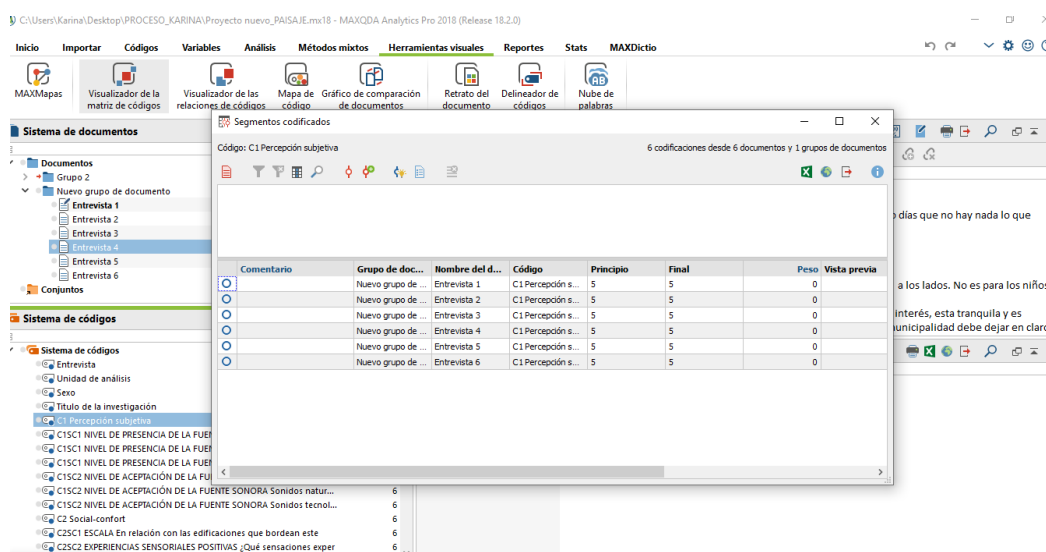 C:\Users\Karina\Desktop\PROCESO_KARINA\Proyecto nuevo_PAISAJE.mx18 - MAXQDA Analytics Pro 2018 (Release 18.2.0)
Inicio Importar Códigos Variables Análisis Métodos mixtos Herramientas visuales Reportes Stats MAXDictio
MAXMapas Visualizador de la matriz de códigos Visualizador de las relaciones de códigos Mapa de código Gráfico de comparación de documentos Retrato del documento Delineador de códigos Nube de palabras
Sistema de documentos
Documentos
Grupo 2
Nuevo grupo de documento
Entrevista 1
Entrevista 2
Entrevista 3
Entrevista 4
Entrevista 5
Entrevista 6
Conjuntos
Sistema de códigos
Sistema de códigos
Entrevista
Unidad de análisis
Sexo
Titulo de la investigación
C1 Percepción subjetiva
C1SC1 NIVEL DE PRESENCIA DE LA FUE
C1SC1 NIVEL DE PRESENCIA DE LA FUE
C1SC1 NIVEL DE PRESENCIA DE LA FUE
C1SC2 NIVEL DE ACEPTACIÓN DE LA FU
C1SC2 NIVEL DE ACEPTACIÓN DE LA FUENTE SONORA Sonidos natur... 6
C1SC2 NIVEL DE ACEPTACIÓN DE LA FUENTE SONORA Sonidos tecnol... 6
C2 Social-confort 6
C2SC1 ESCALA En relación con las edificaciones que bordean este 6
C2SC2 EXPERIENCIAS SENSORIALES POSITIVAS ¿Qué sensaciones exper 6
Segmentos codificados
Código: C1 Percepción subjetiva 6 codificaciones desde 6 documentos y 1 grupos de documentos
Comentario Grupo de doc... Nombre del d... Código Principio Final Peso Vista previa
Nuevo grupo de ... Entrevista 1 C1 Percepción s... 5 5 0
Nuevo grupo de ... Entrevista 2 C1 Percepción s... 5 5 0
Nuevo grupo de ... Entrevista 3 C1 Percepción s... 5 5 0
Nuevo grupo de ... Entrevista 4 C1 Percepción s... 5 5 0
Nuevo grupo de ... Entrevista 5 C1 Percepción s... 5 5 0
Nuevo grupo de ... Entrevista 6 C1 Percepción s... 5 5 0
días que no hay nada lo que
a los lados. No es para los niños
interés, esta tranquila y es
unicipalidad debe dejar en claro